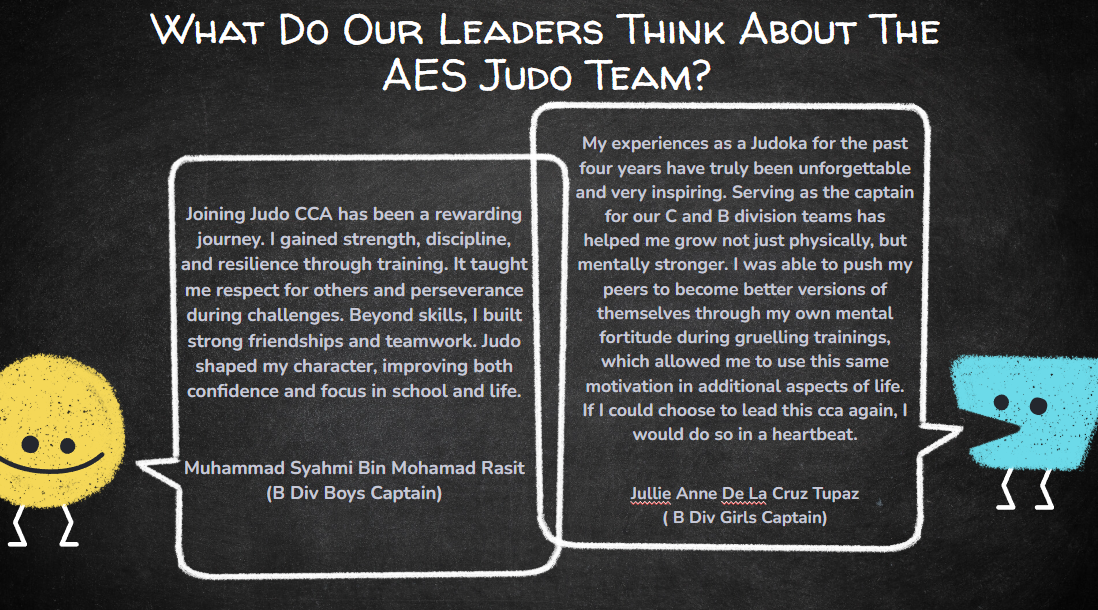 What Do Our Leaders Think About The
AES Judo Team?
Joining Judo CCA has been a rewarding
journey. I gained strength, discipline,
and resilience through training. It taught
me respect for others and perseverance
during challenges. Beyond skills, I built
strong friendships and teamwork. Judo
shaped my character, improving both
confidence and focus in school and life.
Muhammad Syahmi Bin Mohamad Rasit
(B Div Boys Captain)
My experiences as a Judoka for the past
four years have truly been unforgettable
and very inspiring. Serving as the captain
for our C and B division teams has
helped me grow not just physically, but
mentally stronger. I was able to push my
peers to become better versions of
themselves through my own mental
fortitude during gruelling trainings,
which allowed me to use this same
motivation in additional aspects of life.
If I could choose to lead this cca again, I
would do so in a heartbeat.
Jullie Anne De La Cruz Tupaz
( B Div Girls Captain)